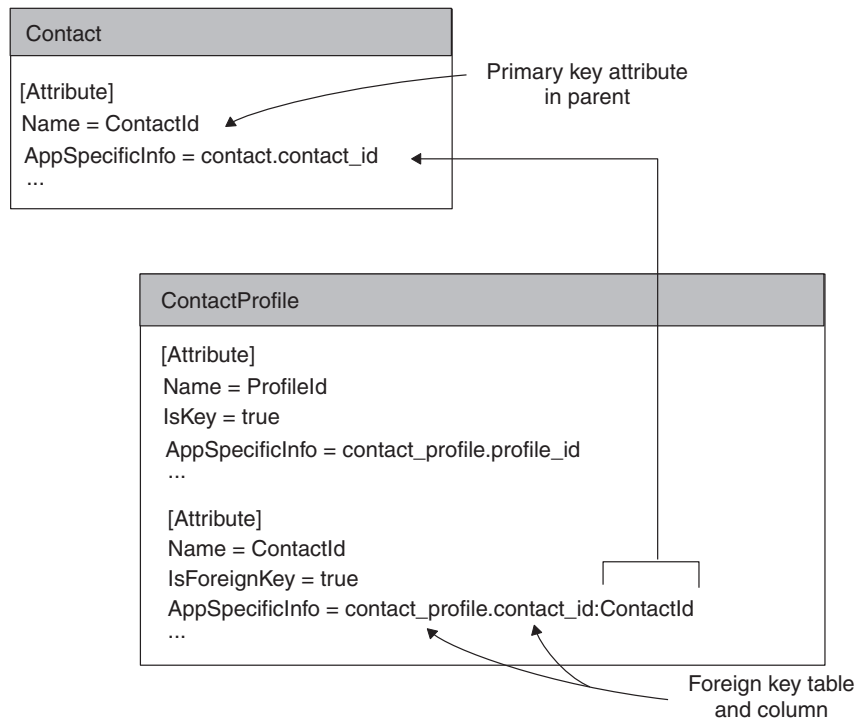 Contact
[Attribute]
Name = ContactId
AppSpecificInfo = contact.contact_id
...
Primary key attribute
in parent
ContactProfile
[Attribute]
Name = ProfileId
IsKey = true
AppSpecificInfo = contact_profile.profile_id
...
[Attribute]
Name = ContactId
IsForeignKey = true
AppSpecificInfo = contact_profile.contact_id:ContactId
...
Foreign key table
and column